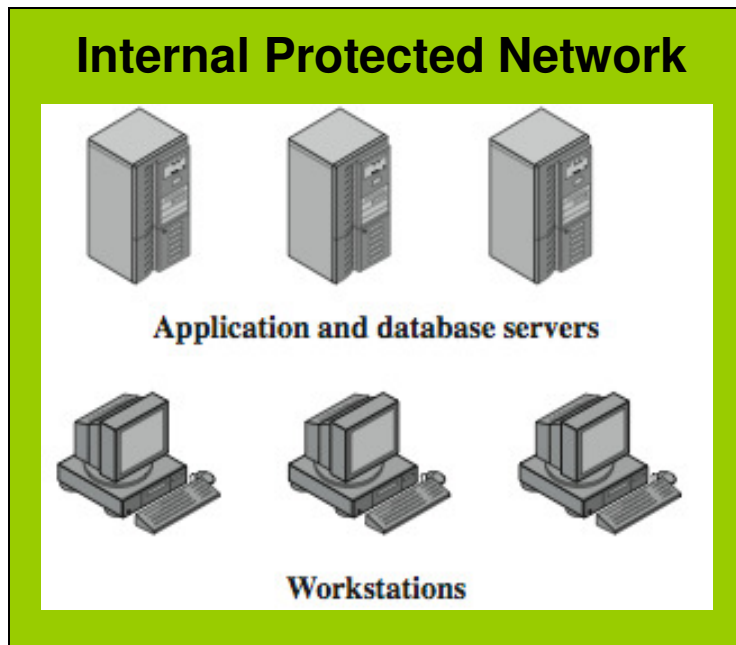 Internal Protected Network
Application and database servers
Workstations